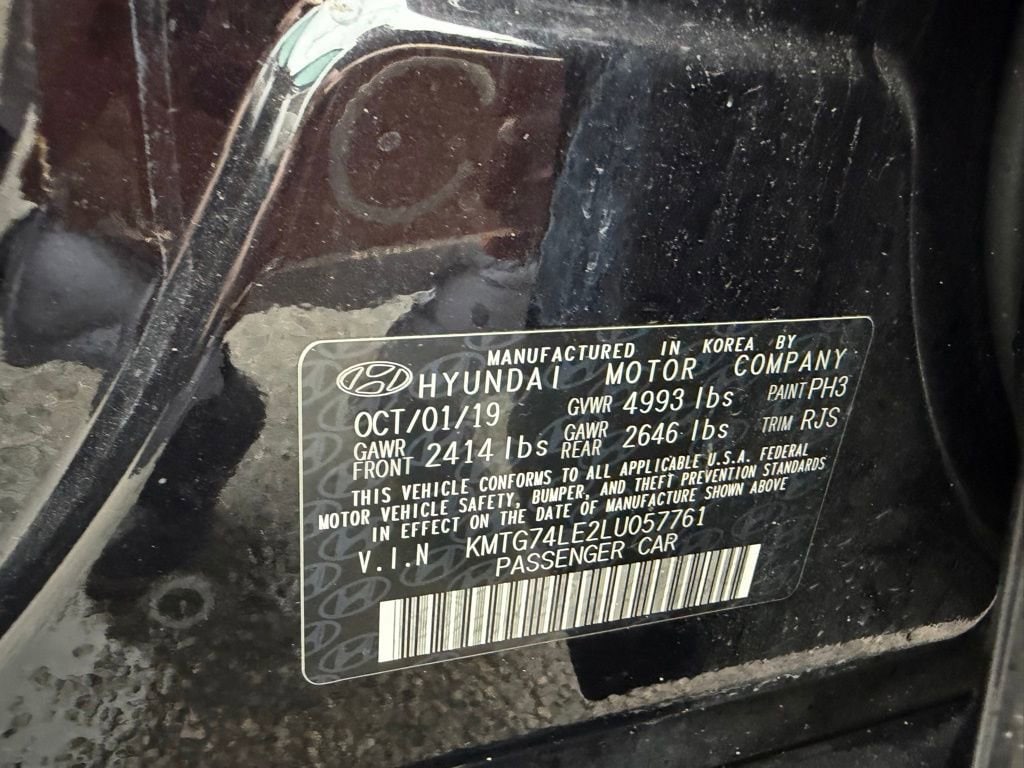 MANUFACTURED IN KOREA BY
HYUNDAI MOTOR COMPANY
OCT/01/19 GVWR 4993 lbs PAINT PH3
GAWR FRONT 2414 lbs GAWR REAR 2646 lbs TRIM RJS
THIS VEHICLE CONFORMS TO ALL APPLICABLE U.S.A. FEDERAL
MOTOR VEHICLE SAFETY, BUMPER, AND THEFT PREVENTION STANDARDS
IN EFFECT ON THE DATE OF MANUFACTURE SHOWN ABOVE
V.I.N KMTG74LE2LU057761
PASSENGER CAR